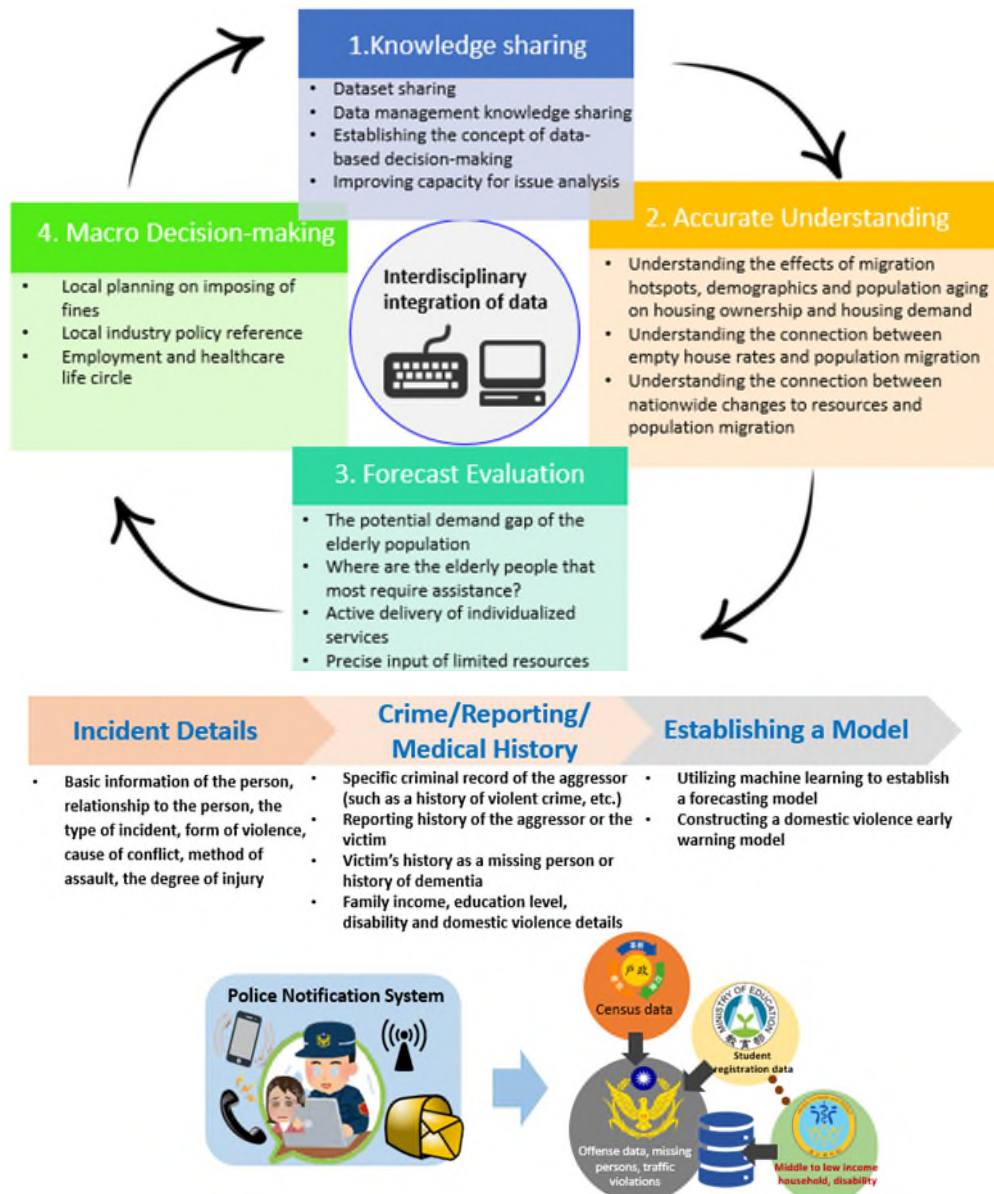 1.Knowledge sharing
• Dataset sharing
• Data management knowledge sharing
• Establishing the concept of data-
based decision-making
• Improving capacity for issue analysis
2. Accurate Understanding
• Understanding the effects of migration
hotspots, demographics and population aging
on housing ownership and housing demand
• Understanding the connection between
empty house rates and population migration
• Understanding the connection between
nationwide changes to resources and
population migration
4. Macro Decision-making
• Local planning on imposing of
fines
• Local industry policy reference
• Employment and healthcare
life circle
Interdisciplinary
integration of data
3. Forecast Evaluation
• The potential demand gap of the
elderly population
• Where are the elderly people that
most require assistance?
• Active delivery of individualized
services
• Precise input of limited resources
Incident Details
• Basic information of the person,
relationship to the person, the
type of incident, form of violence,
cause of conflict, method of
assault, the degree of injury
Crime/Reporting/
Medical History
• Specific criminal record of the aggressor
(such as a history of violent crime, etc.)
• Reporting history of the aggressor or the
victim
• Victim's history as a missing person or
history of dementia
• Family income, education level,
disability and domestic violence details
Establishing a Model
• Utilizing machine learning to establish
a forecasting model
• Constructing a domestic violence early
warning model
Police Notification System
戶政
Census data
MINISTRY OF EDUCATION
教育部
Student
registration data
Offense data, missing
persons, traffic
violations
Middle to low income
household, disability